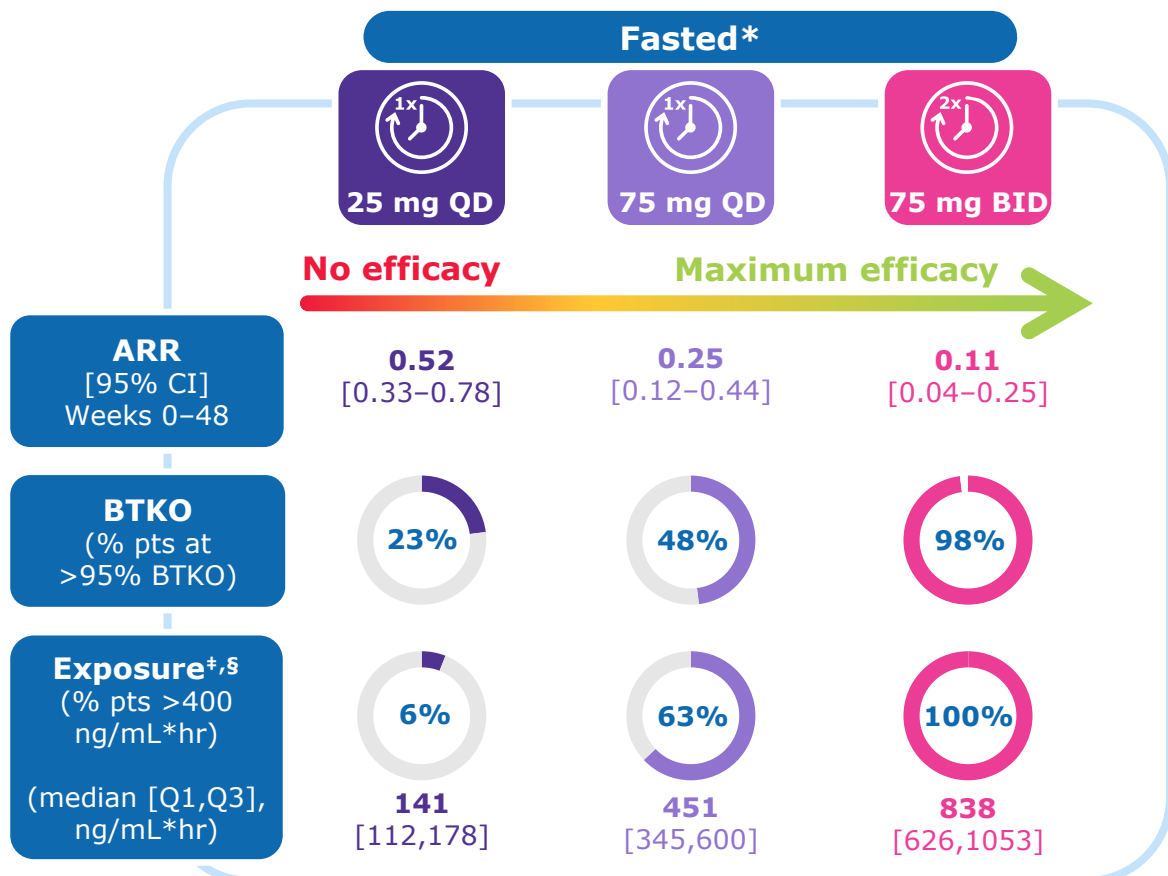 Fasted*
1x
25 mg QD
1x
75 mg QD
2x
75 mg BID
No efficacy
Maximum efficacy
ARR
[95% CI]
Weeks 0–48
0.52
[0.33–0.78]
0.25
[0.12–0.44]
0.11
[0.04–0.25]
BTKO
(% pts at
>95% BTKO)
23%
48%
98%
Exposure‡,§
(% pts >400
ng/mL*hr)
(median [Q1,Q3],
ng/mL*hr)
6%
63%
100%
141
[112,178]
451
[345,600]
838
[626,1053]